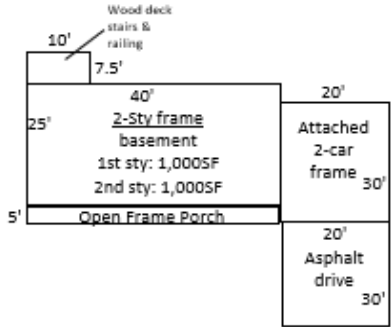 Wood deck
stairs &
railing
10'
7.5'
40'
25'
2-Sty frame
basement
1st sty: 1,000SF
2nd sty: 1,000SF
5'
Open Frame Porch
20'
Attached
2-car
frame
30'
20'
Asphalt
drive
30'